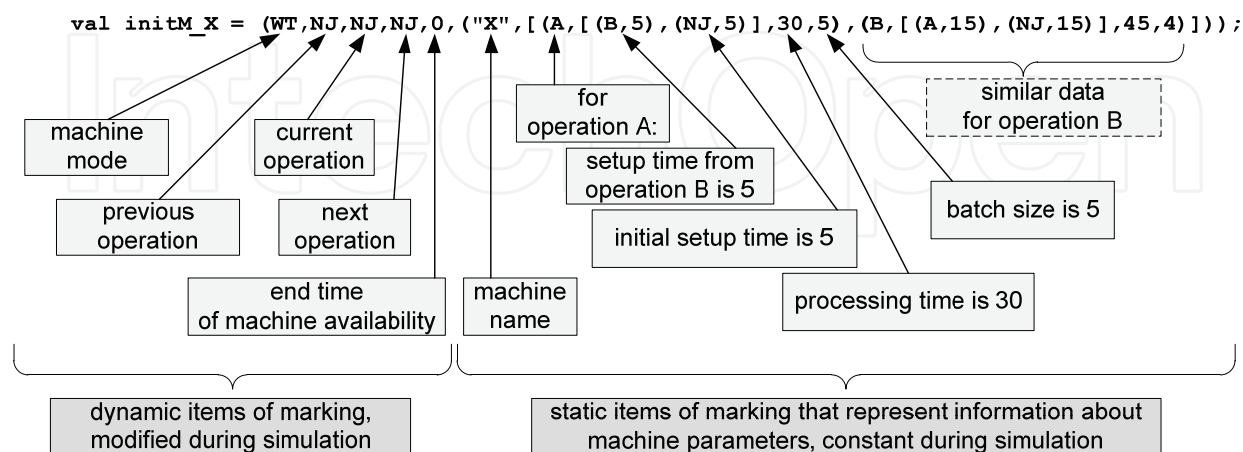 val initM_X = (WT,NJ,NJ,NJ,0,("X",[(A,[(B,5),(NJ,5)],30,5),(B,[(A,15),(NJ,15)],45,4)]));
for
operation A:
similar data
for operation B
machine
mode
current
operation
setup time from
operation B is 5
previous
operation
next
operation
initial setup time is 5
batch size is 5
end time
of machine availability
machine
name
processing time is 30
dynamic items of marking,
modified during simulation
static items of marking that represent information about
machine parameters, constant during simulation
IntechOpen